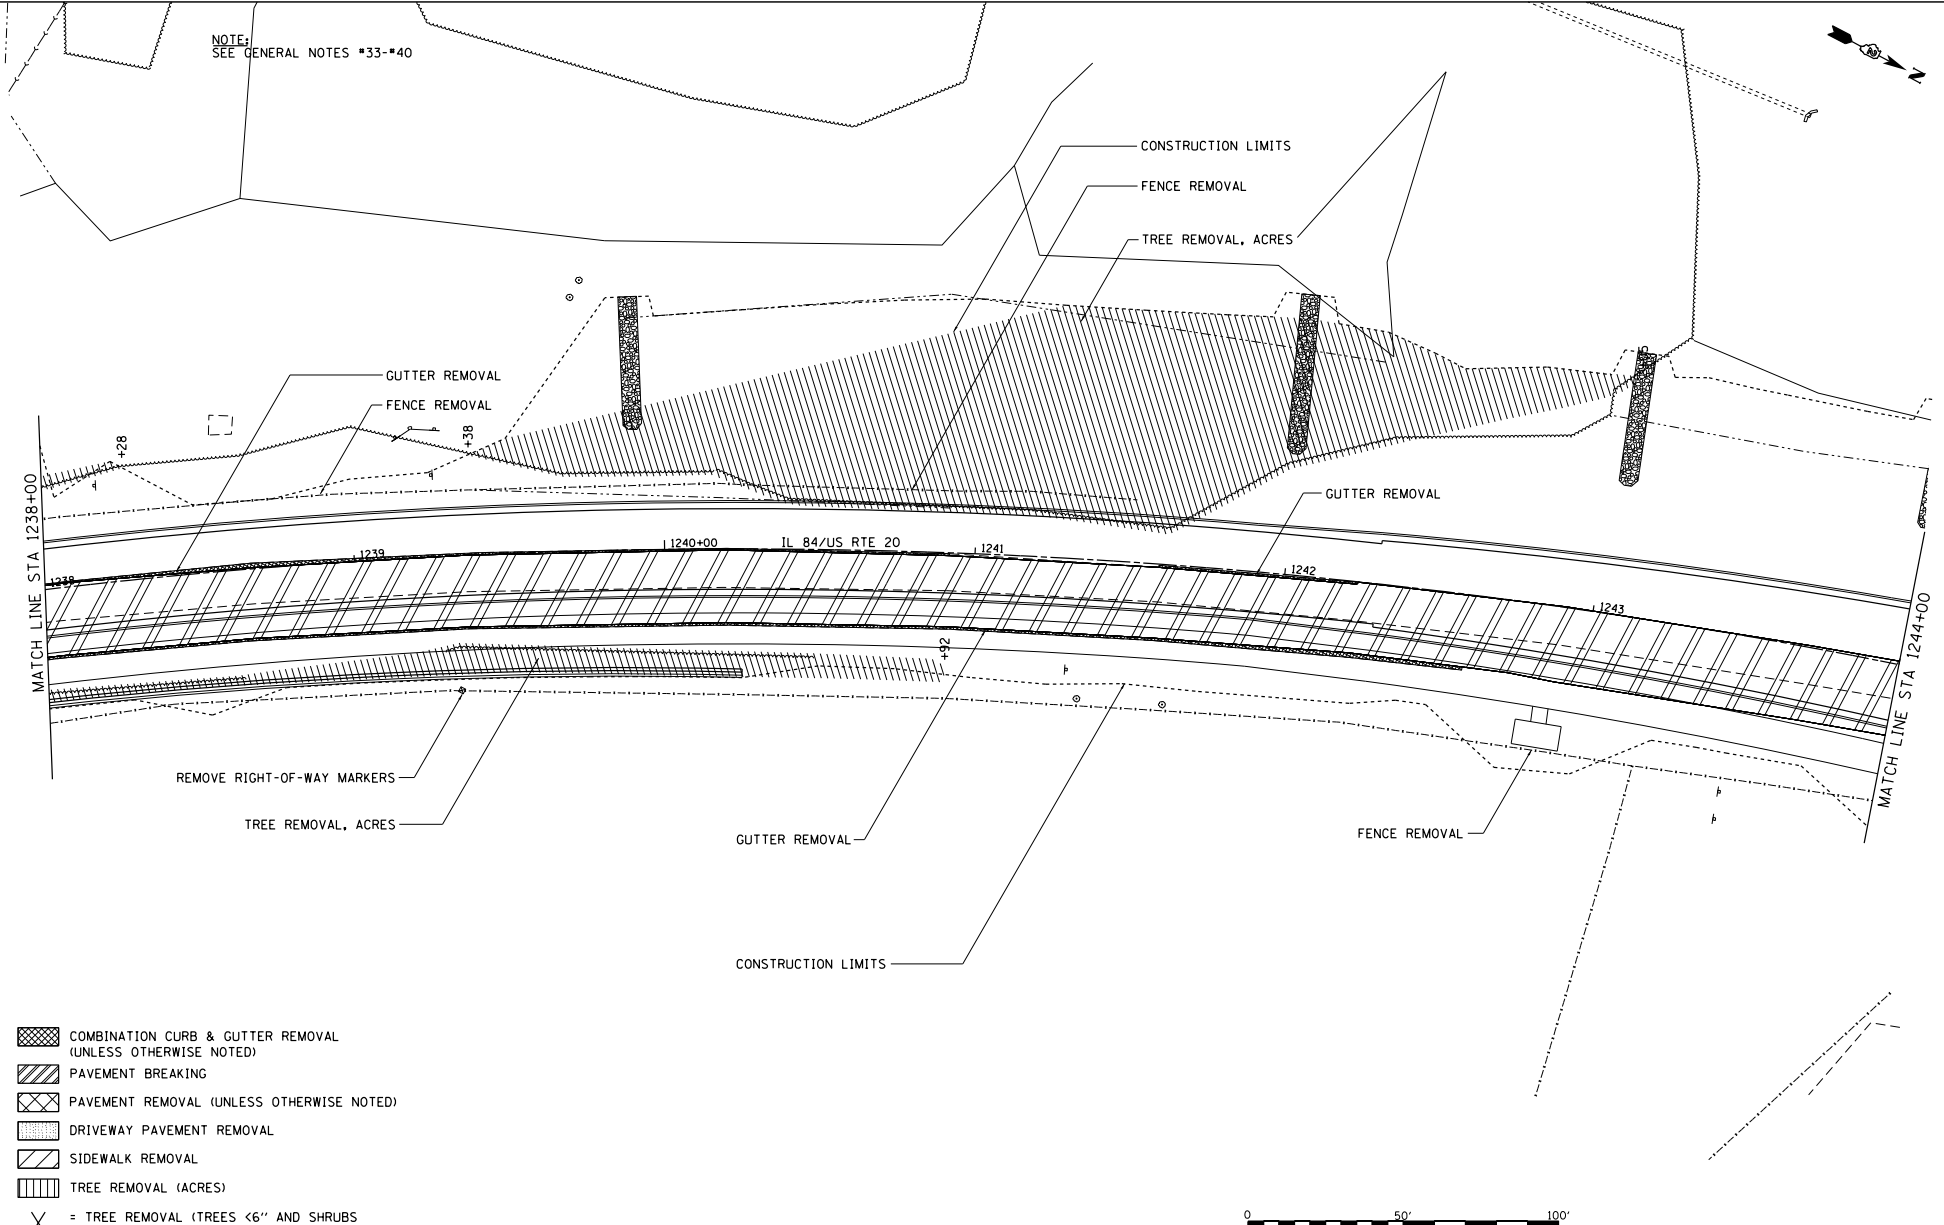 NOTE:
SEE GENERAL NOTES #33-#40
N
CONSTRUCTION LIMITS
FENCE REMOVAL
TREE REMOVAL, ACRES
GUTTER REMOVAL
FENCE REMOVAL
+28
+38
GUTTER REMOVAL
MATCH LINE STA 1238+00
1238
1239
1240+00
IL 84/US RTE 20
1241
1242
1243
MATCH LINE STA 1244+00
+92
REMOVE RIGHT-OF-WAY MARKERS
TREE REMOVAL, ACRES
GUTTER REMOVAL
FENCE REMOVAL
CONSTRUCTION LIMITS
COMBINATION CURB & GUTTER REMOVAL
(UNLESS OTHERWISE NOTED)
PAVEMENT BREAKING
PAVEMENT REMOVAL (UNLESS OTHERWISE NOTED)
DRIVEWAY PAVEMENT REMOVAL
SIDEWALK REMOVAL
TREE REMOVAL (ACRES)
= TREE REMOVAL (TREES <6" AND SHRUBS
0 50' 100'